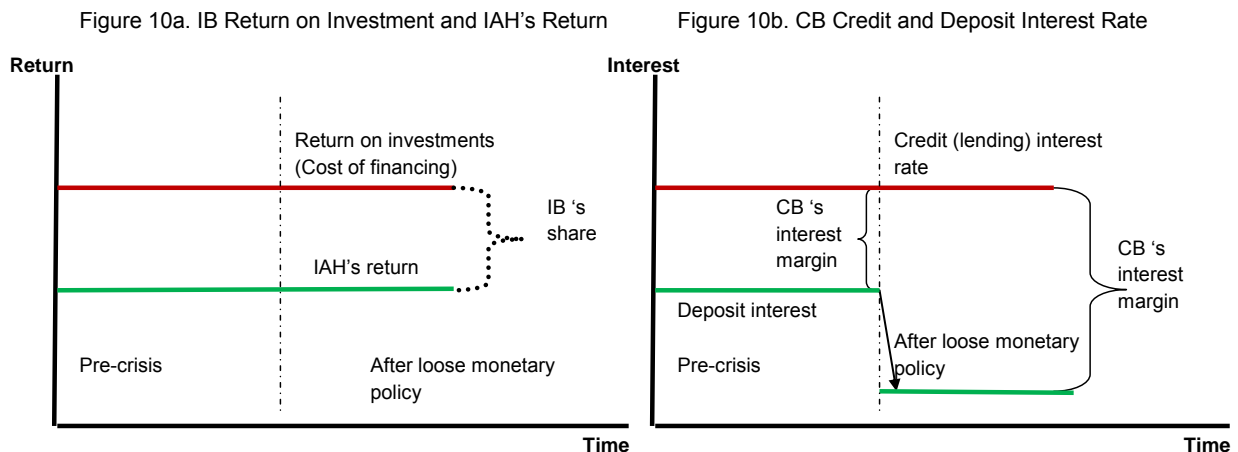 Figure 10a. IB Return on Investment and IAH’s Return
Return
Return on investments
(Cost of financing)
IB ‘s
share
IAH’s return
Pre-crisis
After loose monetary
policy
Time
Figure 10b. CB Credit and Deposit Interest Rate
Interest
Credit (lending) interest
rate
CB ‘s
interest
margin
CB ‘s
interest
margin
Deposit interest
After loose monetary
policy
Pre-crisis
Time